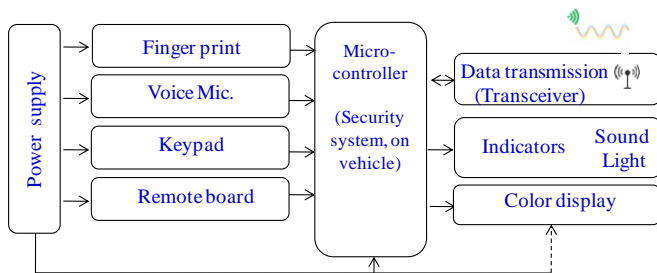 Power supply
Finger print
Voice Mic.
Keypad
Remote board
Micro-
controller
(Security
system, on
vehicle)
Data transmission
(Transceiver)
Indicators Sound
Light
Color display